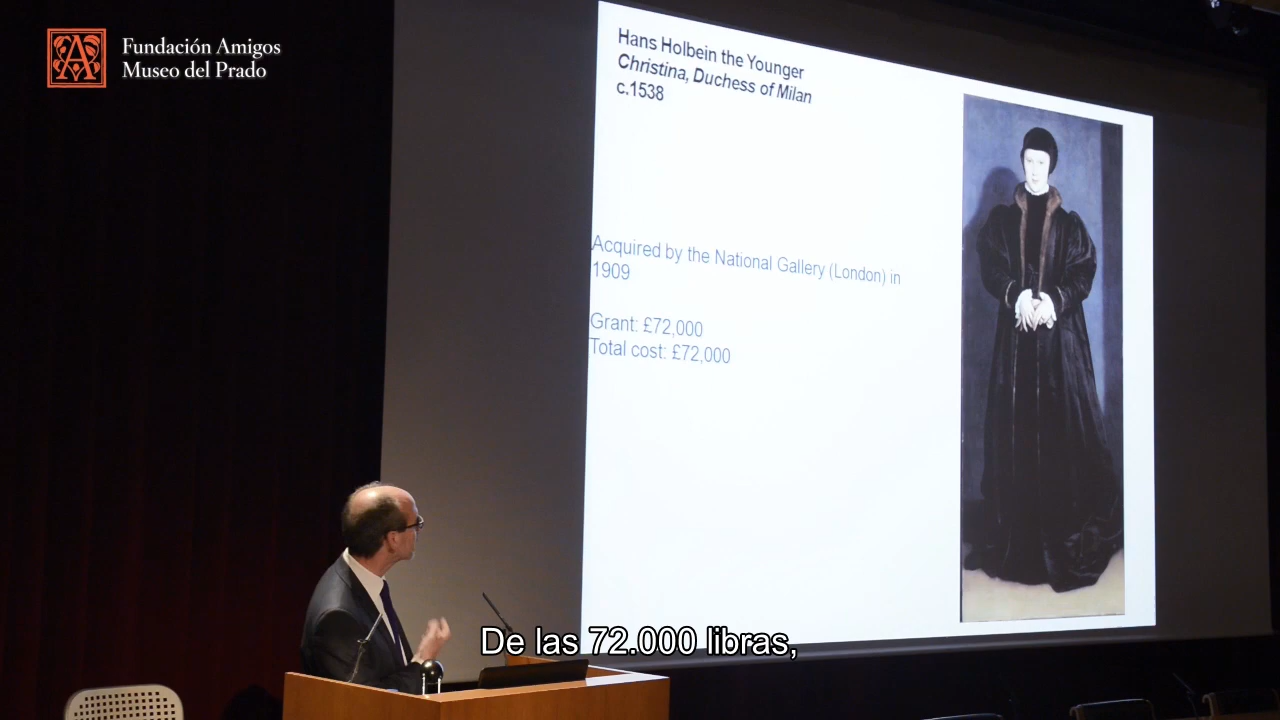 Fundación Amigos
Museo del Prado
Hans Holbein the Younger
Christina, Duchess of Milan
c.1538
Acquired by the National Gallery (London) in
1909
Grant: £72,000
Total cost: £72,000
De las 72.000 libras,